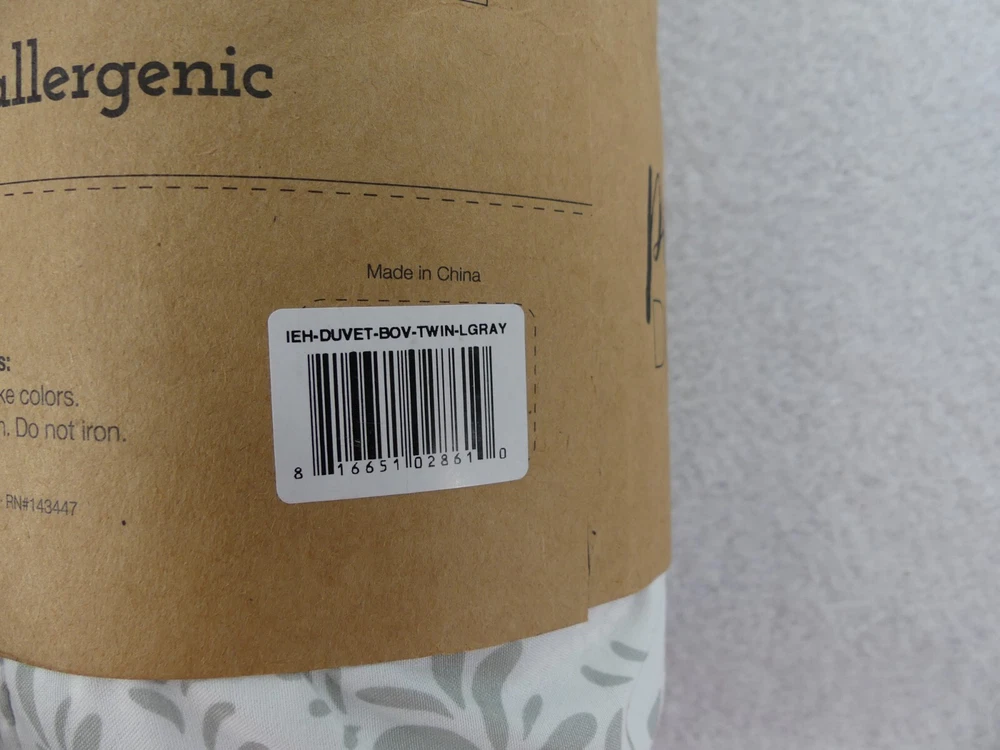 allergenic
Made in China
IEH-DUVET-BOV-TWIN-LGRAY
8 16651 02861 0
s:
ke colors.
n. Do not iron.
RN#143447